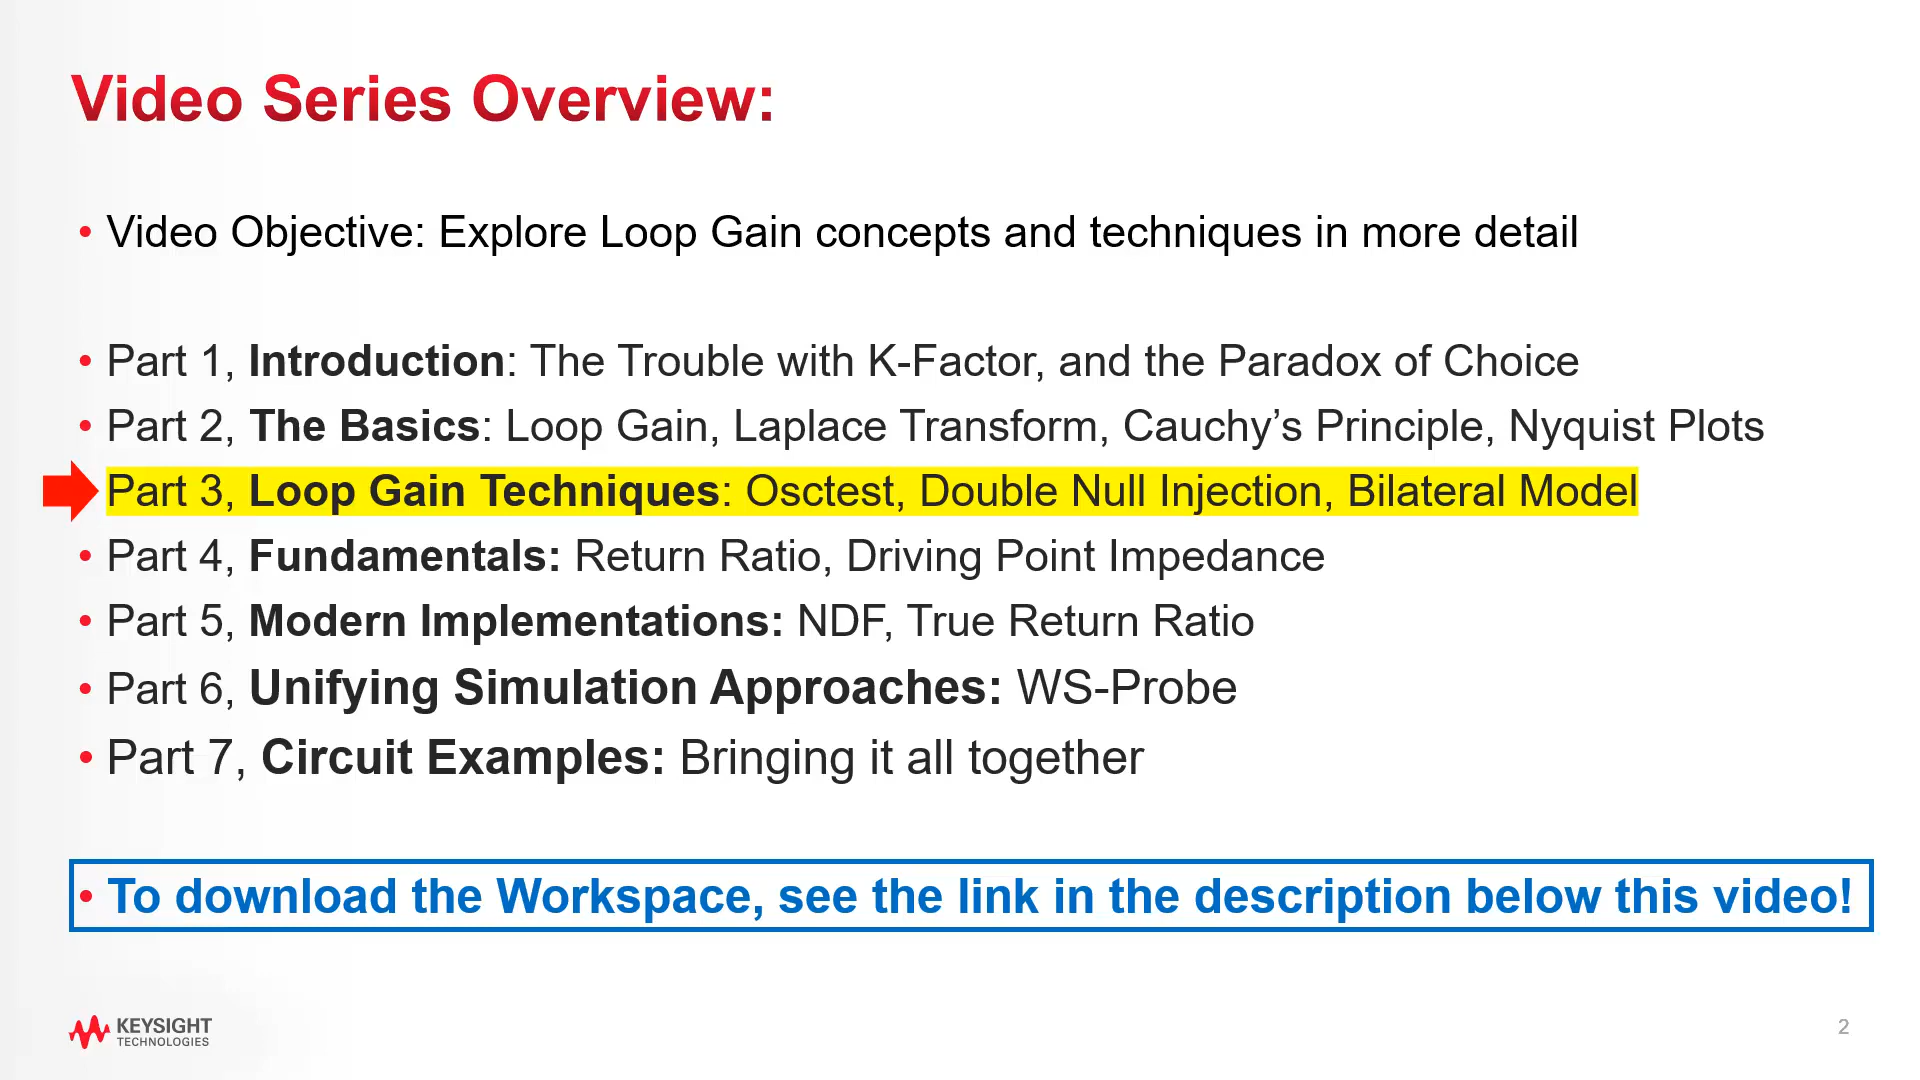 Video Series Overview:
• Video Objective: Explore Loop Gain concepts and techniques in more detail
• Part 1, Introduction: The Trouble with K-Factor, and the Paradox of Choice
• Part 2, The Basics: Loop Gain, Laplace Transform, Cauchy’s Principle, Nyquist Plots
Part 3, Loop Gain Techniques: Osctest, Double Null Injection, Bilateral Model
• Part 4, Fundamentals: Return Ratio, Driving Point Impedance
• Part 5, Modern Implementations: NDF, True Return Ratio
• Part 6, Unifying Simulation Approaches: WS-Probe
• Part 7, Circuit Examples: Bringing it all together
• To download the Workspace, see the link in the description below this video!
KEYSIGHT
TECHNOLOGIES
2